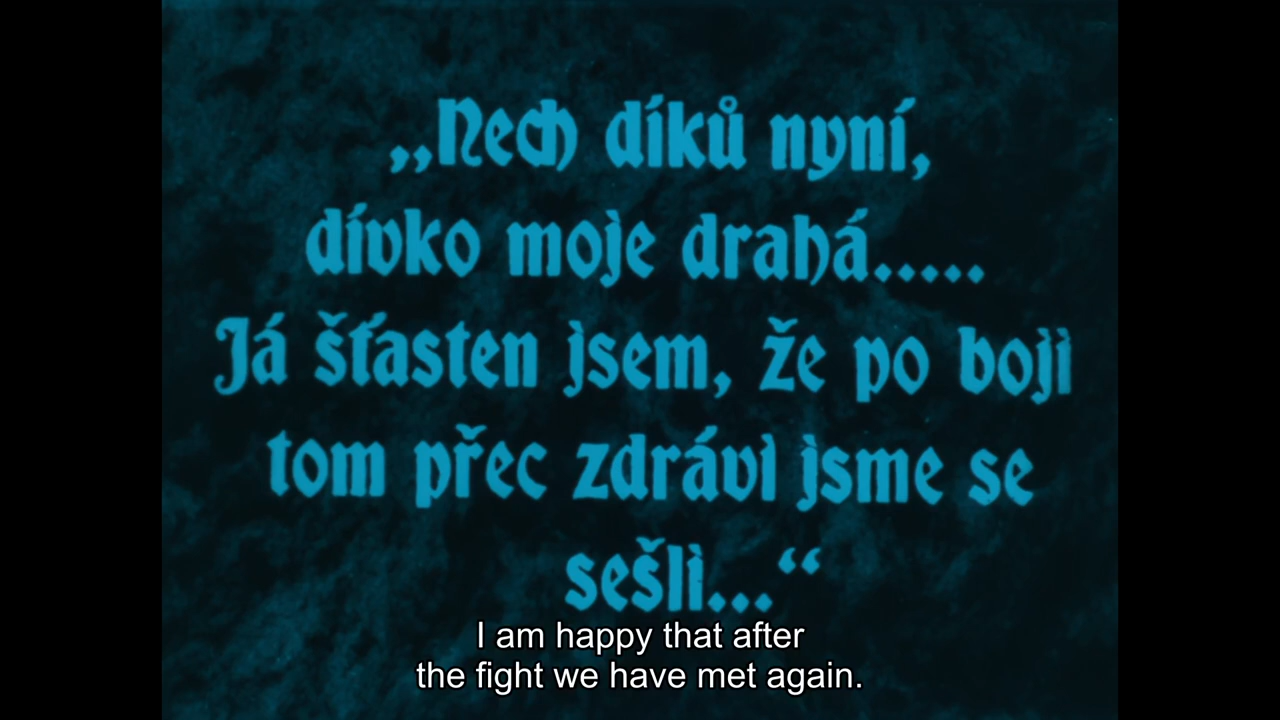 „Nech díků nyní,
dívko moje drahá.....
Já šťasten jsem, že po boji
tom přec zdrávi jsme se
sešli...“
I am happy that after
the fight we have met again.